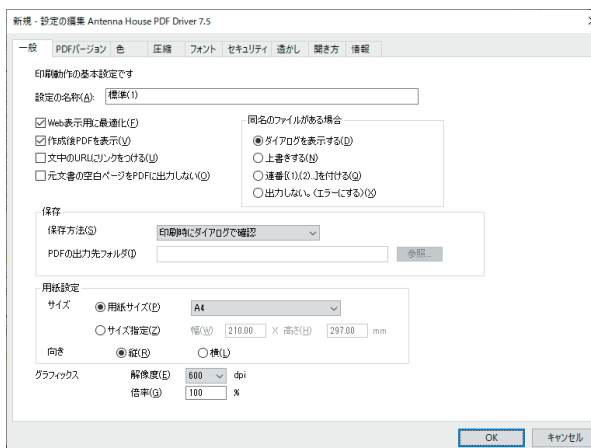 新規 - 設定の編集 Antenna House PDF Driver 7.5
一般 PDFバージョン 色 圧縮 フォント セキュリティ 透かし 開き方 情報
印刷動作の基本設定です
設定の名称(A): 標準(1)
Web表示用に最適化(F)
作成後PDFを表示(V)
文中のURLにリンクをつける(U)
元文書の空白ページをPDFに出力しない(O)
同名のファイルがある場合
ダイアログを表示する(D)
上書きする(N)
連番[(1),(2)..]を付ける(Q)
出力しない。(エラーにする)(X)
保存
保存方法(S) 印刷時にダイアログで確認
PDFの出力先フォルダ(I) 参照...
用紙設定
サイズ 用紙サイズ(P) A4
サイズ指定(Z) 幅(W) 210.00 X 高さ(H) 297.00 mm
向き 縦(R) 横(L)
グラフィックス 解像度(E) 600 dpi
倍率(G) 100 %
OK キャンセル